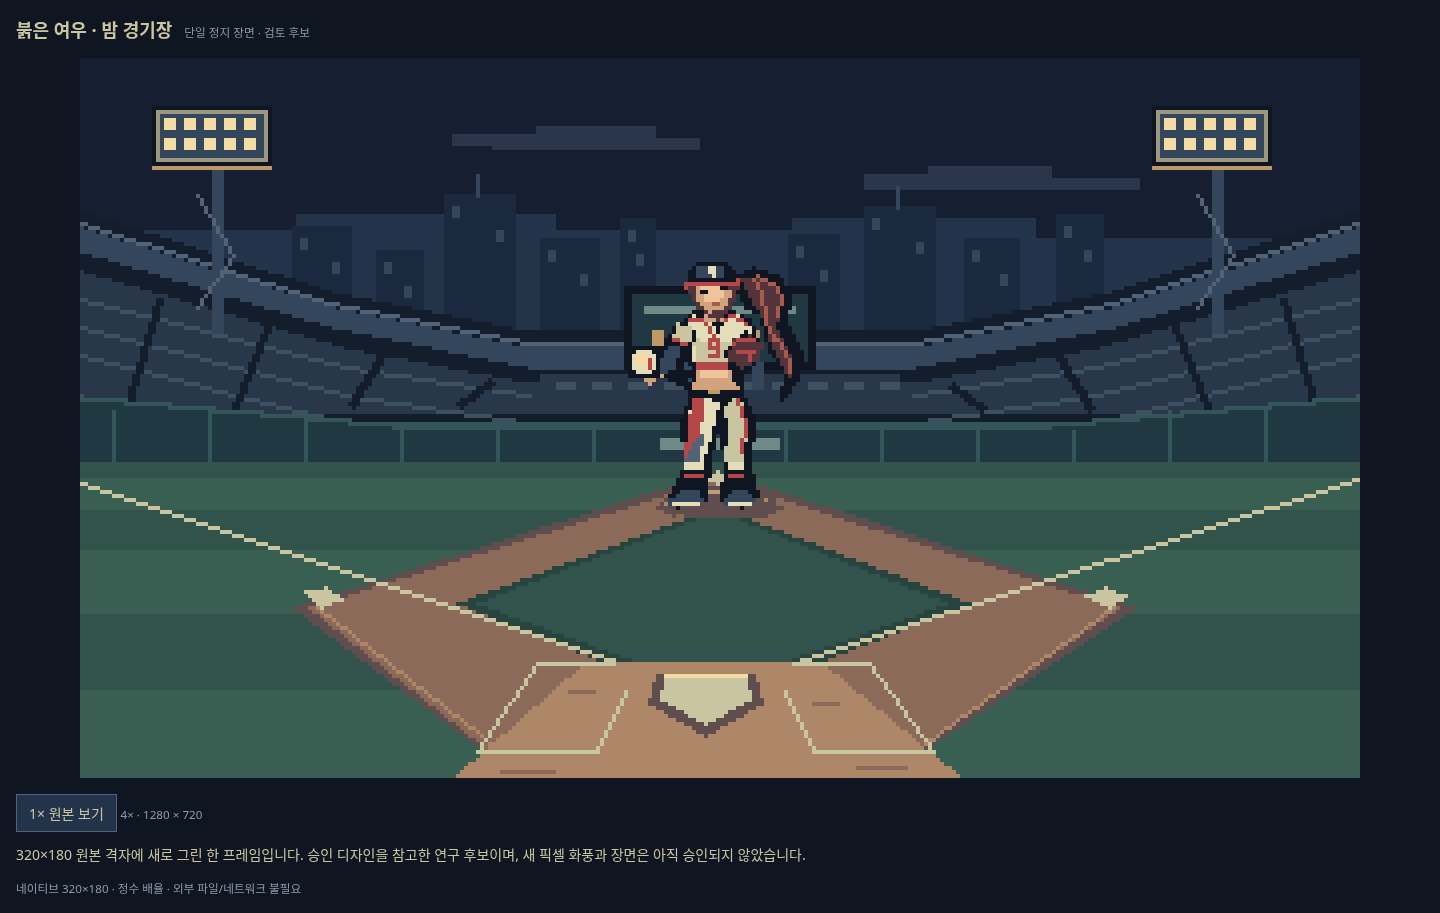 붉은 여우 · 밤 경기장 단일 정지 장면 · 검토 후보
9
1× 원본 보기 4× · 1280 × 720
320×180 원본 격자에 새로 그린 한 프레임입니다. 승인 디자인을 참고한 연구 후보이며, 새 픽셀 화풍과 장면은 아직 승인되지 않았습니다.
네이티브 320×180 · 정수 배율 · 외부 파일/네트워크 불필요